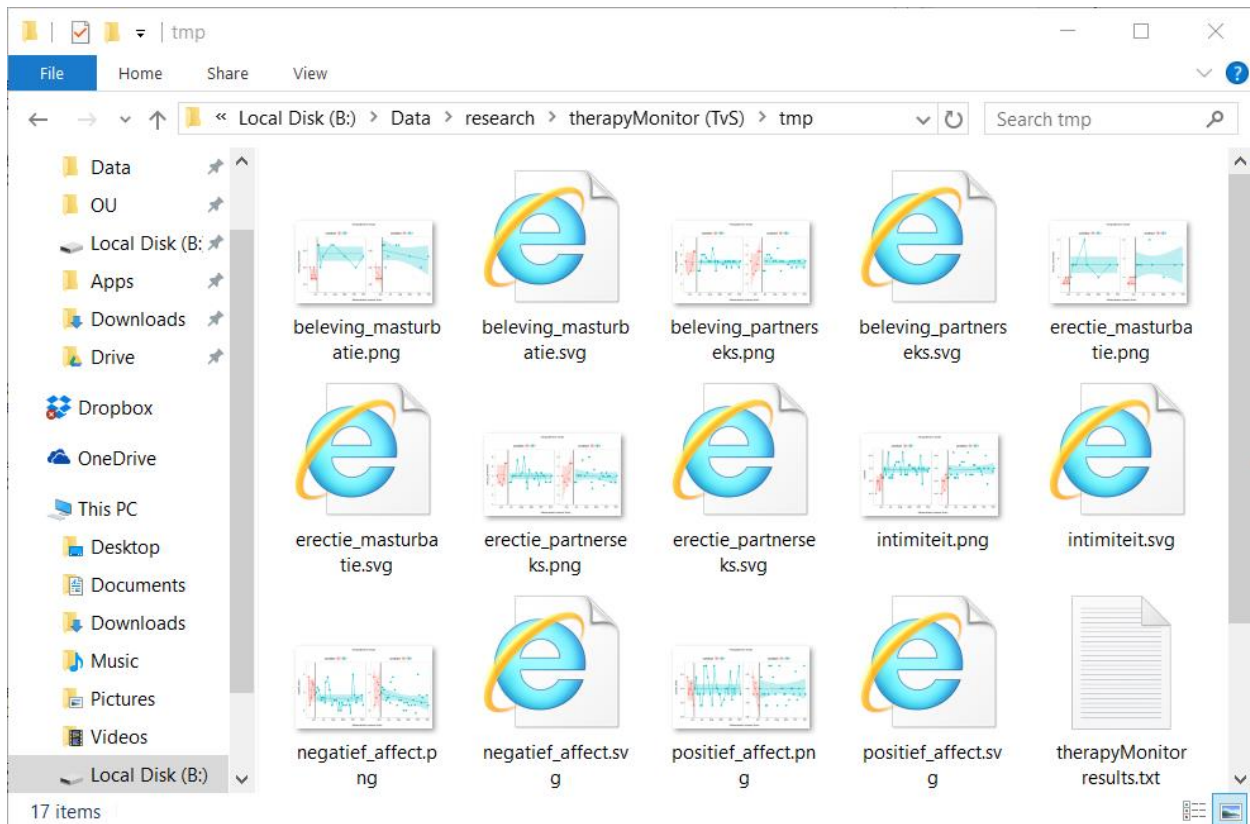 tmp
File Home Share View
« Local Disk (B:) > Data > research > therapyMonitor (TvS) > tmp
Search tmp
Data
OU
Local Disk (B:
Apps
Downloads
Drive
Dropbox
OneDrive
This PC
Desktop
Documents
Downloads
Music
Pictures
Videos
Local Disk (B:)
beleving_masturb
atie.png
beleving_masturb
atie.svg
beleving_partners
eks.png
beleving_partners
eks.svg
erectie_masturba
tie.png
erectie_masturba
tie.svg
erectie_partnerse
ks.png
erectie_partnerse
ks.svg
intimiteit.png
intimiteit.svg
negatief_affect.p
ng
negatief_affect.sv
g
positief_affect.pn
g
positief_affect.sv
g
therapyMonitor
results.txt
17 items